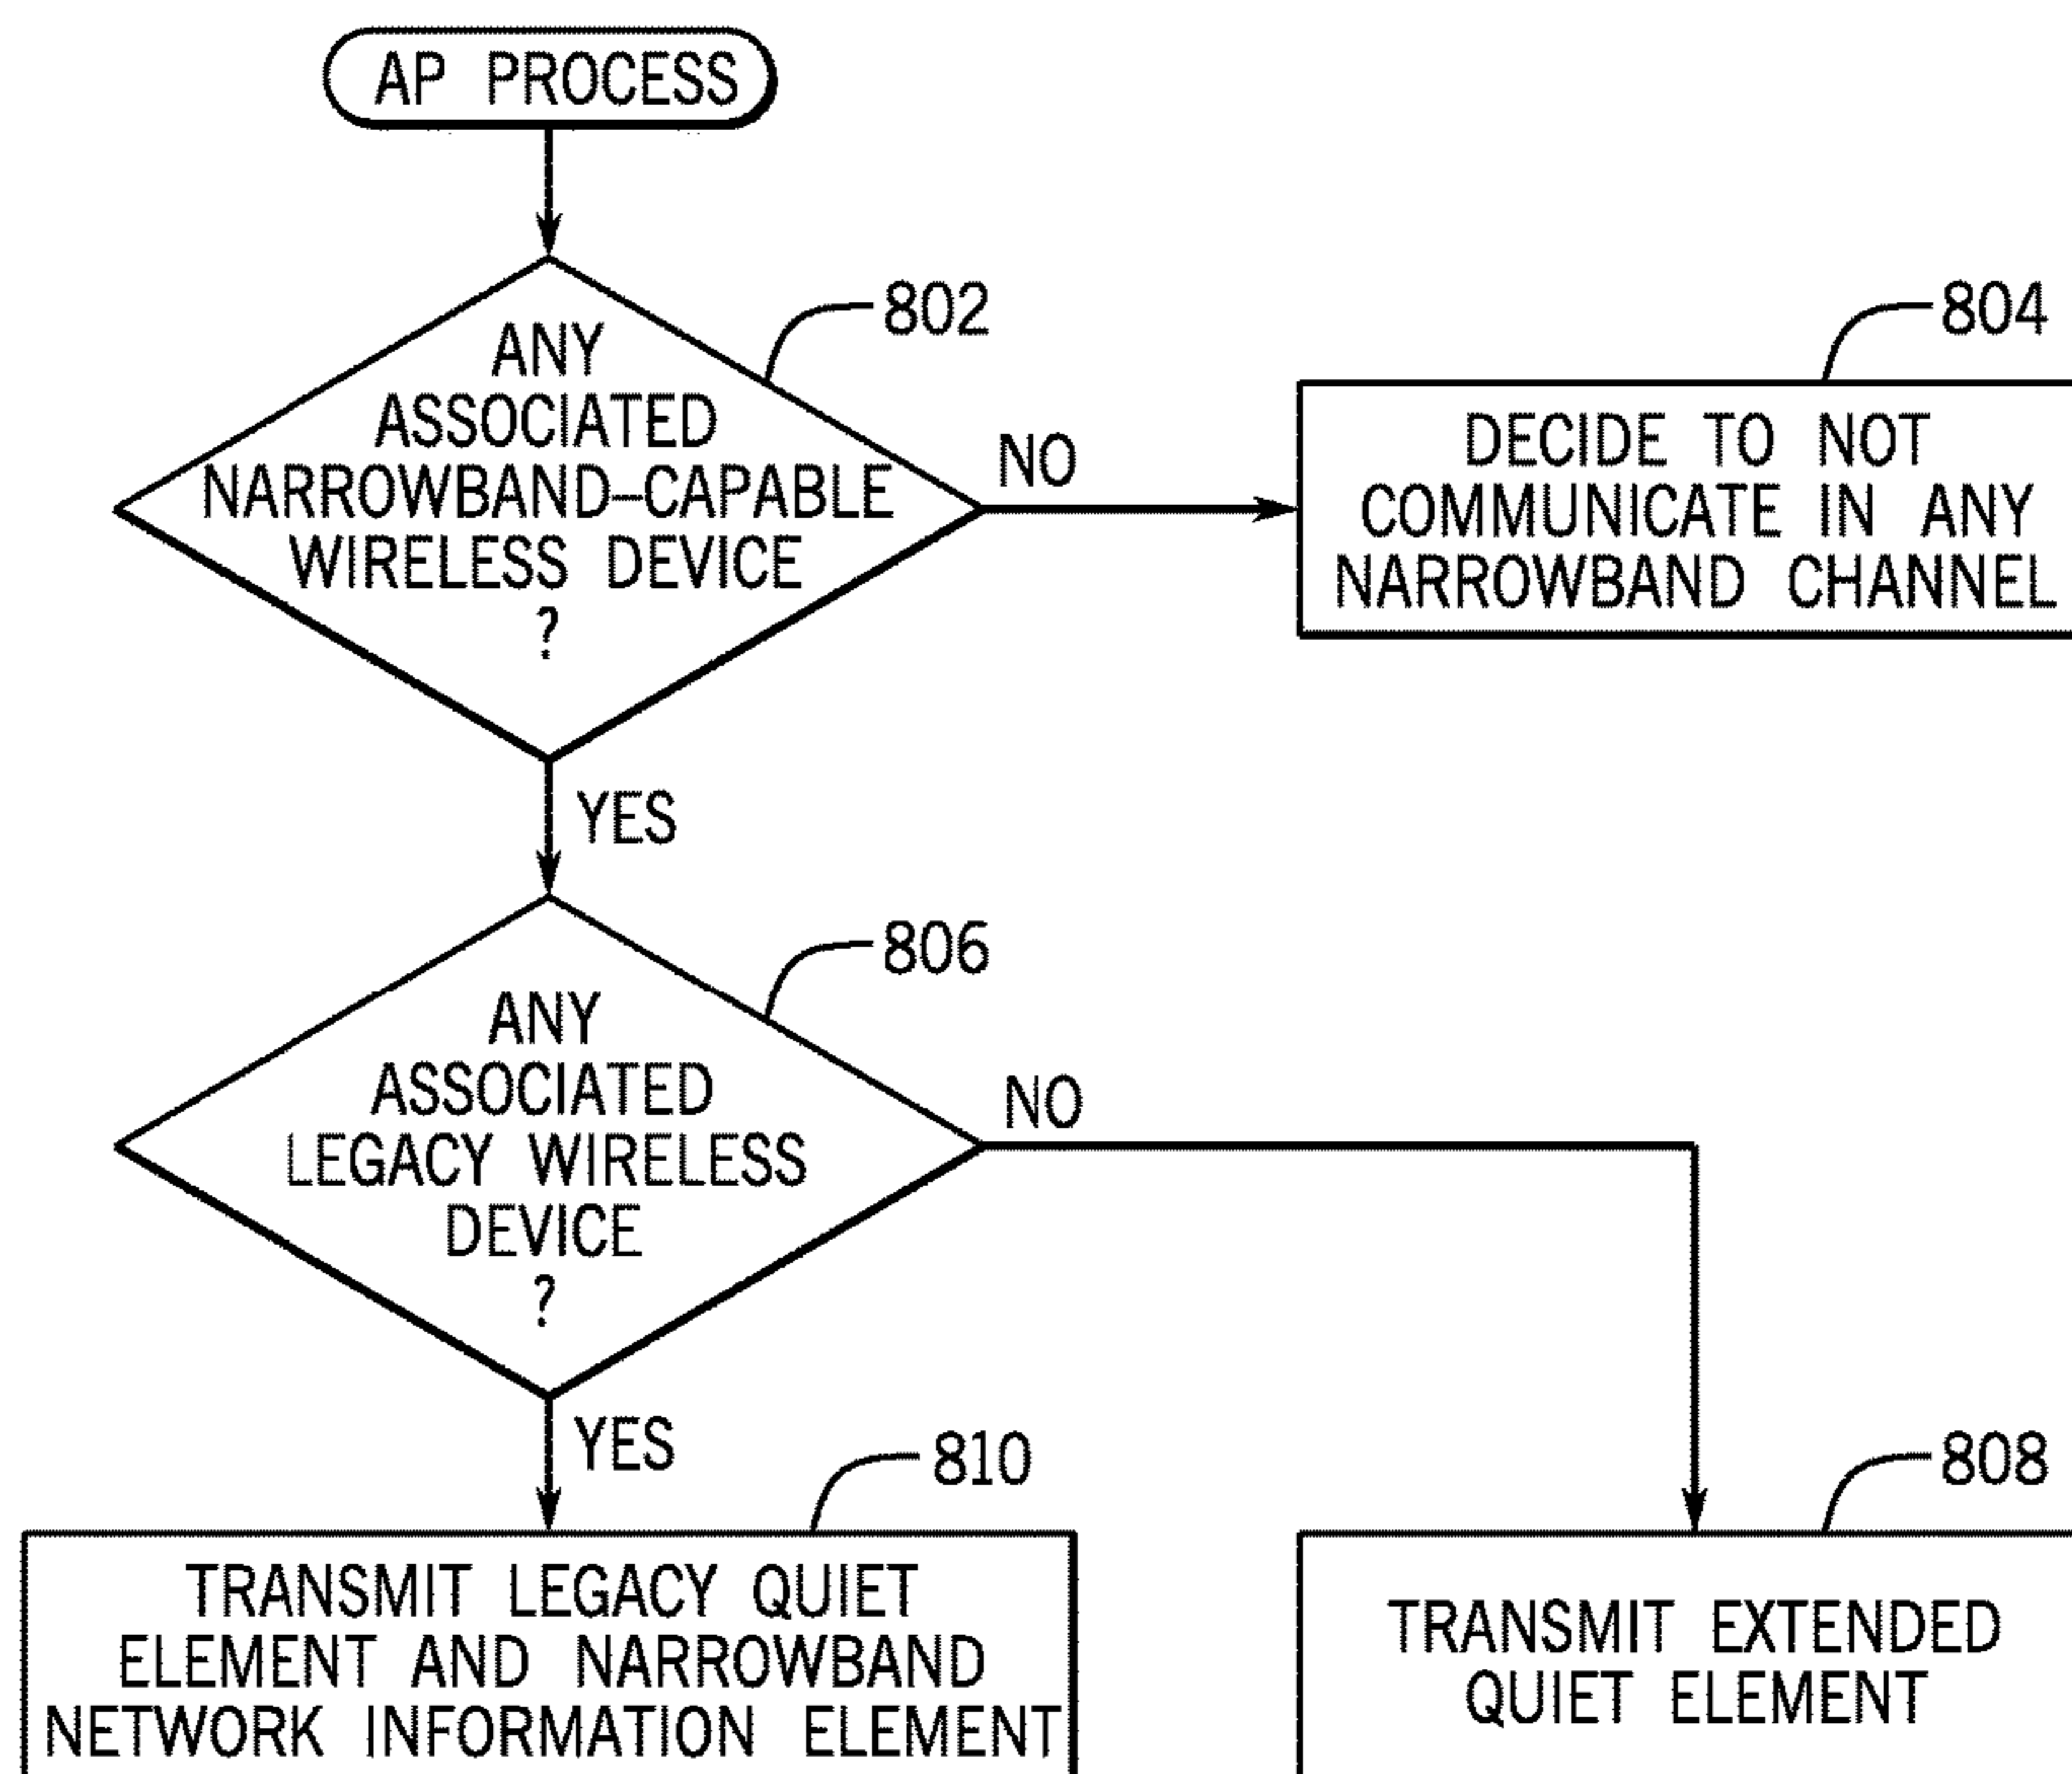 AP PROCESS
802
ANY
ASSOCIATED
NARROWBAND–CAPABLE
WIRELESS DEVICE
?
NO
804
DECIDE TO NOT
COMMUNICATE IN ANY
NARROWBAND CHANNEL
YES
806
ANY
ASSOCIATED
LEGACY WIRELESS
DEVICE
?
NO
YES
810
TRANSMIT LEGACY QUIET
ELEMENT AND NARROWBAND
NETWORK INFORMATION ELEMENT
808
TRANSMIT EXTENDED
QUIET ELEMENT